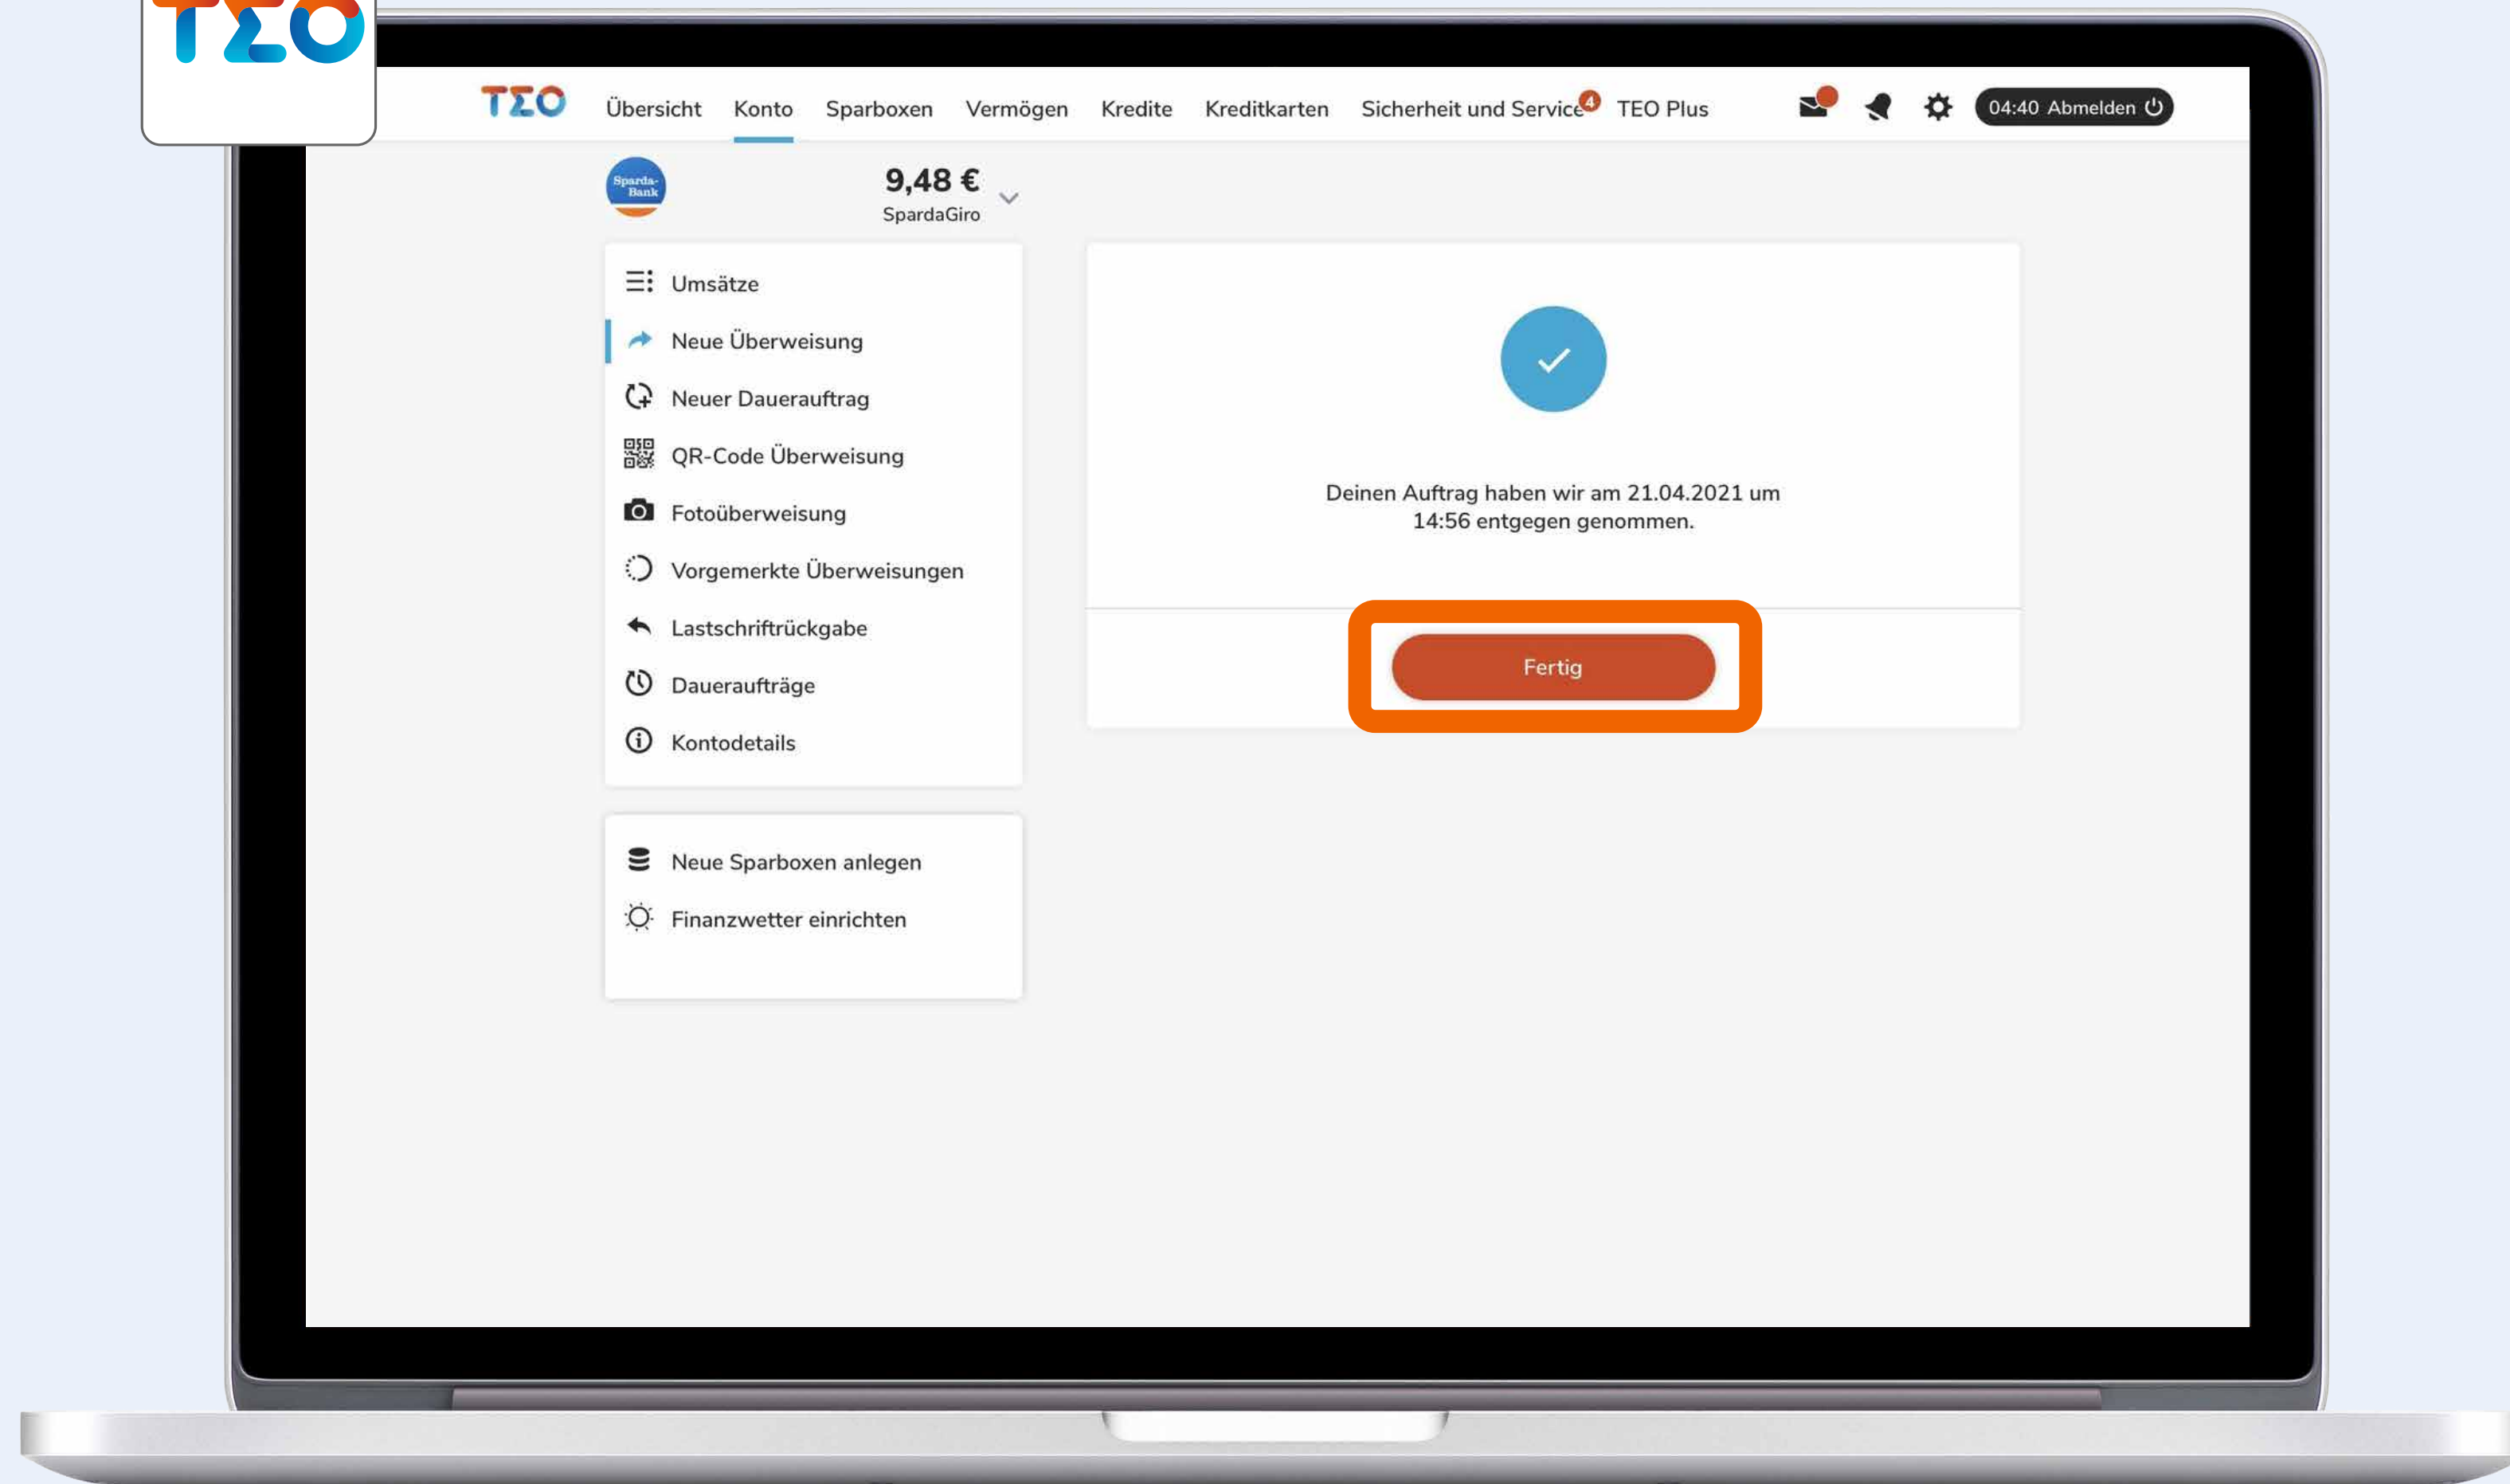 TΣO
TΣO Übersicht Konto Sparboxen Vermögen Kredite Kreditkarten Sicherheit und Service 4 TEO Plus 04:40 Abmelden
Sparda-
Bank
9,48 €
SpardaGiro
Umsätze
Neue Überweisung
Neuer Dauerauftrag
QR-Code Überweisung
Fotoüberweisung
Vorgemerkte Überweisungen
Lastschriftrückgabe
Daueraufträge
Kontodetails
Neue Sparboxen anlegen
Finanzwetter einrichten
Deinen Auftrag haben wir am 21.04.2021 um
14:56 entgegen genommen.
Fertig